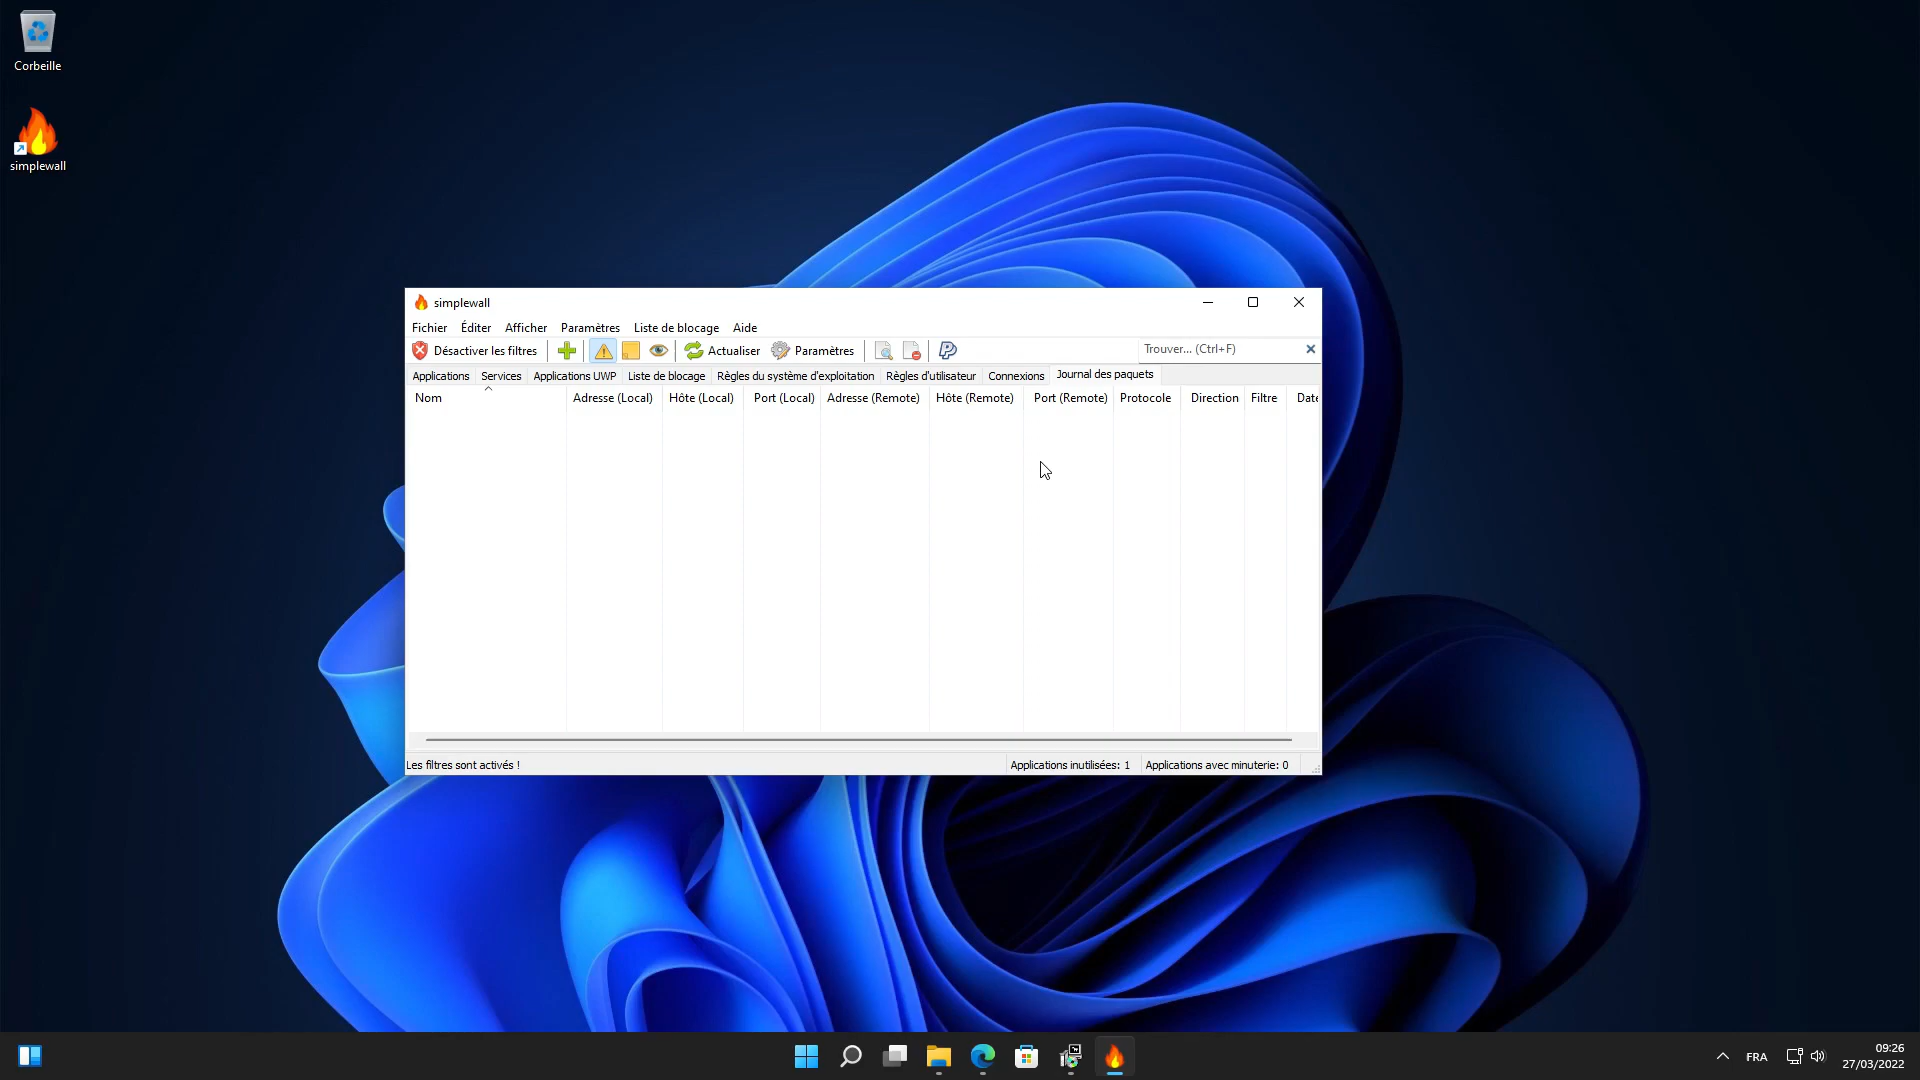 Corbeille
simplewall
simplewall
Fichier Éditer Afficher Paramètres Liste de blocage Aide
Désactiver les filtres Actualiser Paramètres Trouver... (Ctrl+F)
Applications Services Applications UWP Liste de blocage Règles du système d'exploitation Règles d'utilisateur Connexions Journal des paquets
Nom Adresse (Local) Hôte (Local) Port (Local) Adresse (Remote) Hôte (Remote) Port (Remote) Protocole Direction Filtre Date
Les filtres sont activés ! Applications inutilisées: 1 Applications avec minuterie: 0
FRA
09:26
27/03/2022